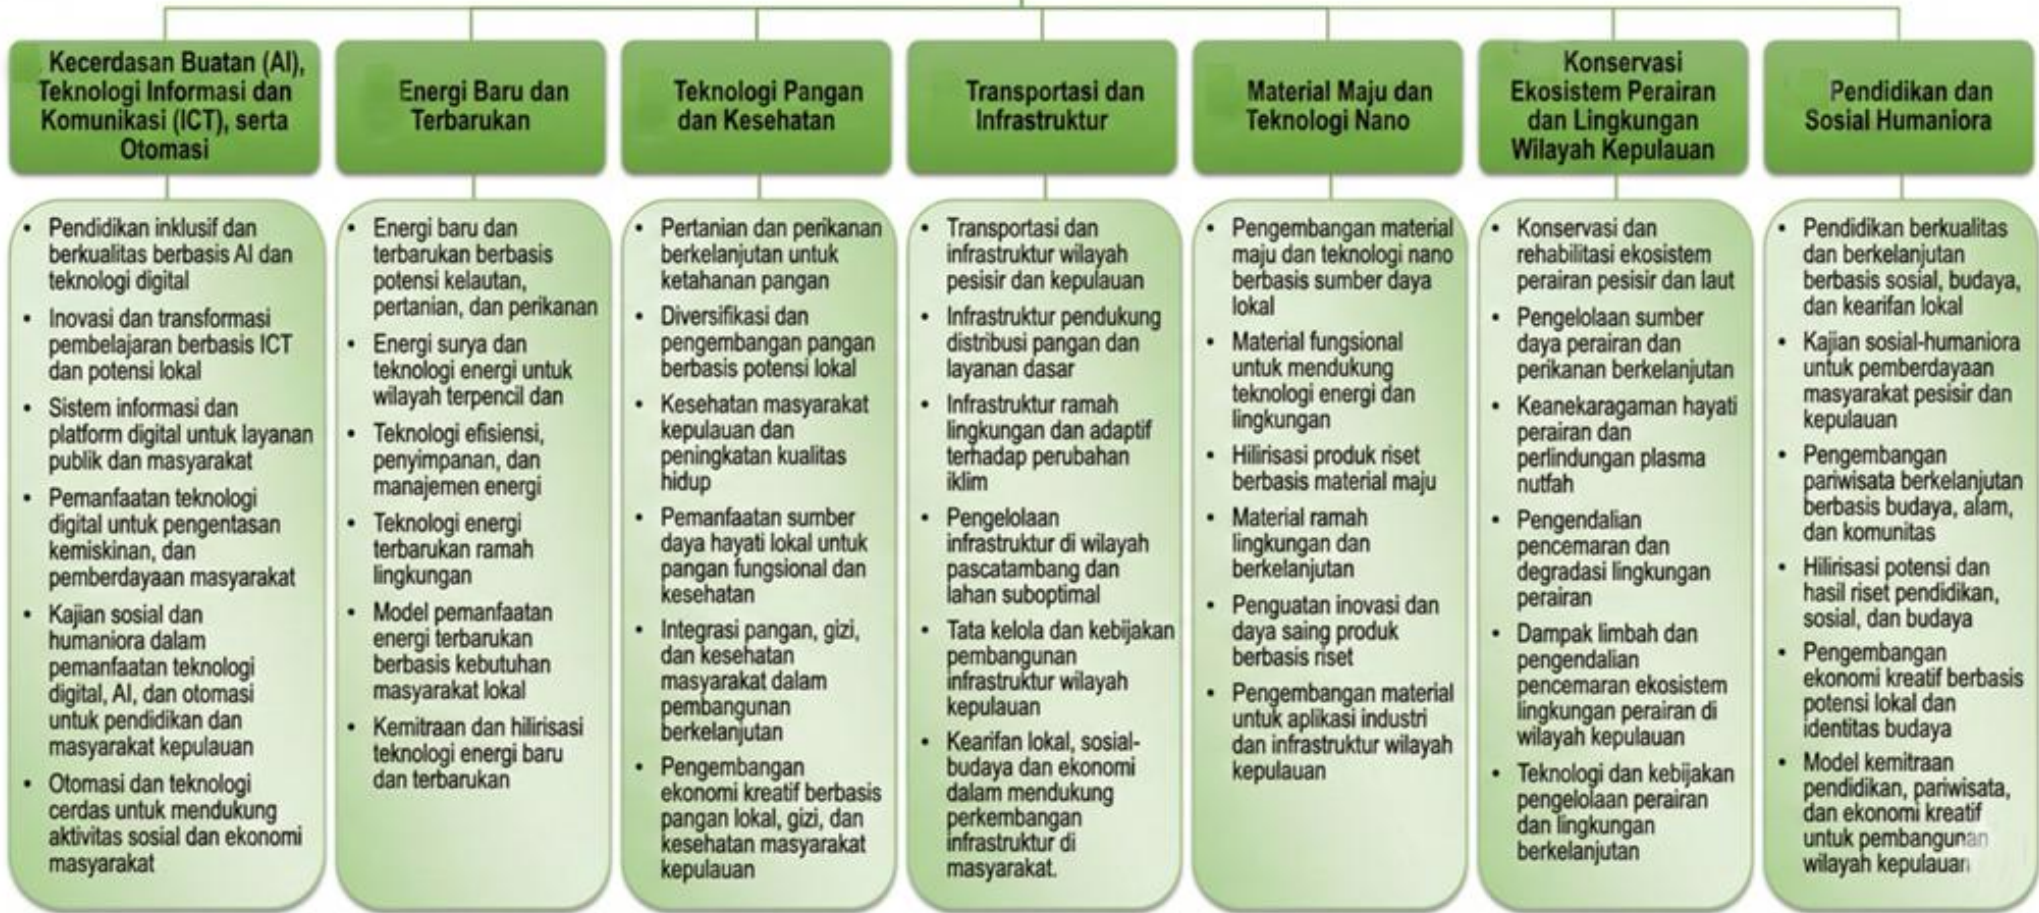 Kecerdasan Buatan (AI),
Teknologi Informasi dan
Komunikasi (ICT), serta
Otomasi
• Pendidikan inklusif dan
berkualitas berbasis AI dan
teknologi digital
• Inovasi dan transformasi
pembelajaran berbasis ICT
dan potensi lokal
• Sistem informasi dan
platform digital untuk layanan
publik dan masyarakat
• Pemanfaatan teknologi
digital untuk pengentasan
kemiskinan, dan
pemberdayaan masyarakat
• Kajian sosial dan
humaniora dalam
pemanfaatan teknologi
digital, AI, dan otomasi
untuk pendidikan dan
masyarakat kepulauan
• Otomasi dan teknologi
cerdas untuk mendukung
aktivitas sosial dan ekonomi
masyarakat
Energi Baru dan
Terbarukan
• Energi baru dan
terbarukan berbasis
potensi kelautan,
pertanian, dan perikanan
• Energi surya dan
teknologi energi untuk
wilayah terpencil dan
• Teknologi efisiensi,
penyimpanan, dan
manajemen energi
• Teknologi energi
terbarukan ramah
lingkungan
• Model pemanfaatan
energi terbarukan
berbasis kebutuhan
masyarakat lokal
• Kemitraan dan hilirisasi
teknologi energi baru
dan terbarukan
Teknologi Pangan
dan Kesehatan
• Pertanian dan perikanan
berkelanjutan untuk
ketahanan pangan
• Diversifikasi dan
pengembangan pangan
berbasis potensi lokal
• Kesehatan masyarakat
kepulauan dan
peningkatan kualitas
hidup
• Pemanfaatan sumber
daya hayati lokal untuk
pangan fungsional dan
kesehatan
• Integrasi pangan, gizi,
dan kesehatan
masyarakat dalam
pembangunan
berkelanjutan
• Pengembangan
ekonomi kreatif berbasis
pangan lokal, gizi, dan
kesehatan masyarakat
kepulauan
Transportasi dan
Infrastruktur
• Transportasi dan
infrastruktur wilayah
pesisir dan kepulauan
• Infrastruktur pendukung
distribusi pangan dan
layanan dasar
• Infrastruktur ramah
lingkungan dan adaptif
terhadap perubahan
iklim
• Pengelolaan
infrastruktur di wilayah
pascatambang dan
lahan suboptimal
• Tata kelola dan kebijakan
pembangunan
infrastruktur wilayah
kepulauan
• Kearifan lokal, sosial-
budaya dan ekonomi
dalam mendukung
perkembangan
infrastruktur di
masyarakat.
Material Maju dan
Teknologi Nano
• Pengembangan material
maju dan teknologi nano
berbasis sumber daya
lokal
• Material fungsional
untuk mendukung
teknologi energi dan
lingkungan
• Hilirisasi produk riset
berbasis material maju
• Material ramah
lingkungan dan
berkelanjutan
• Penguatan inovasi dan
daya saing produk
berbasis riset
• Pengembangan material
untuk aplikasi industri
dan infrastruktur wilayah
kepulauan
Konservasi
Ekosistem Perairan
dan Lingkungan
Wilayah Kepulauan
• Konservasi dan
rehabilitasi ekosistem
perairan pesisir dan laut
• Pengelolaan sumber
daya perairan dan
perikanan berkelanjutan
• Keanekaragaman hayati
perairan dan
perlindungan plasma
nutfah
• Pengendalian
pencemaran dan
degradasi lingkungan
perairan
• Dampak limbah dan
pengendalian
pencemaran ekosistem
lingkungan perairan di
wilayah kepulauan
• Teknologi dan kebijakan
pengelolaan perairan
dan lingkungan
berkelanjutan
Pendidikan dan
Sosial Humaniora
• Pendidikan berkualitas
dan berkelanjutan
berbasis sosial, budaya,
dan kearifan lokal
• Kajian sosial-humaniora
untuk pemberdayaan
masyarakat pesisir dan
kepulauan
• Pengembangan
pariwisata berkelanjutan
berbasis budaya, alam,
dan komunitas
• Hilirisasi potensi dan
hasil riset pendidikan,
sosial, dan budaya
• Pengembangan
ekonomi kreatif berbasis
potensi lokal dan
identitas budaya
• Model kemitraan
pendidikan, pariwisata,
dan ekonomi kreatif
untuk pembangunan
wilayah kepulauan